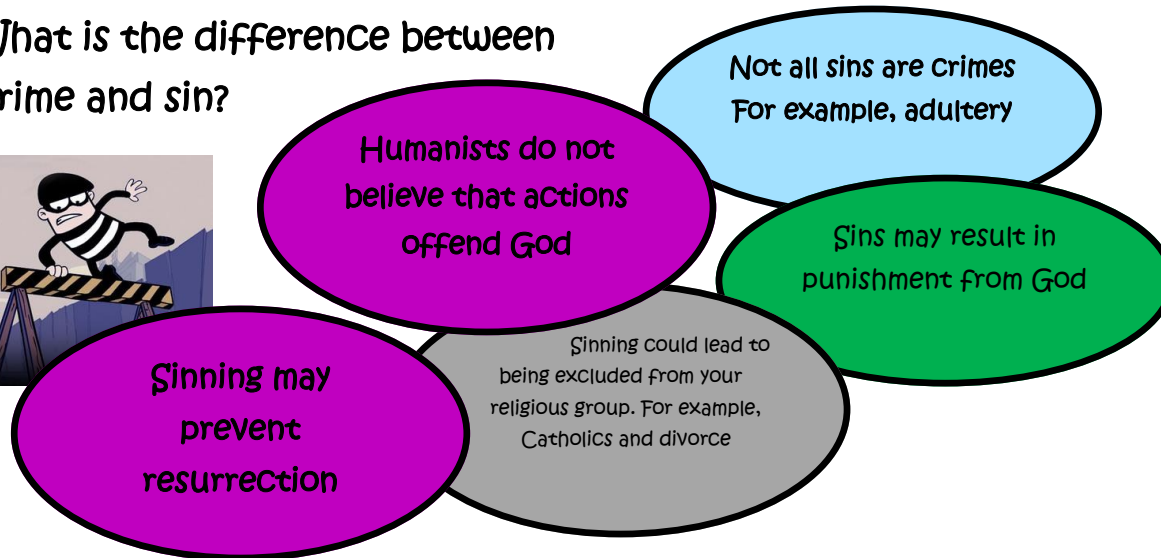 hat is the difference between
rime and sin?
Not all sins are crimes
For example, adultery
Humanists do not
believe that actions
offend God
Sins may result in
punishment from God
Sinning could lead to
being excluded from your
religious group. For example,
Catholics and divorce
Sinning may
prevent
resurrection